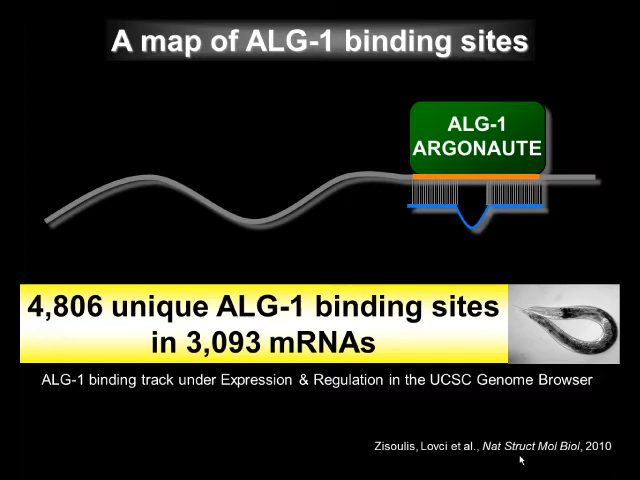 A map of ALG-1 binding sites
ALG-1
ARGONAUTE
4,806 unique ALG-1 binding sites
in 3,093 mRNAs
ALG-1 binding track under Expression & Regulation in the UCSC Genome Browser
Zisoulis, Lovci et al., Nat Struct Mol Biol, 2010